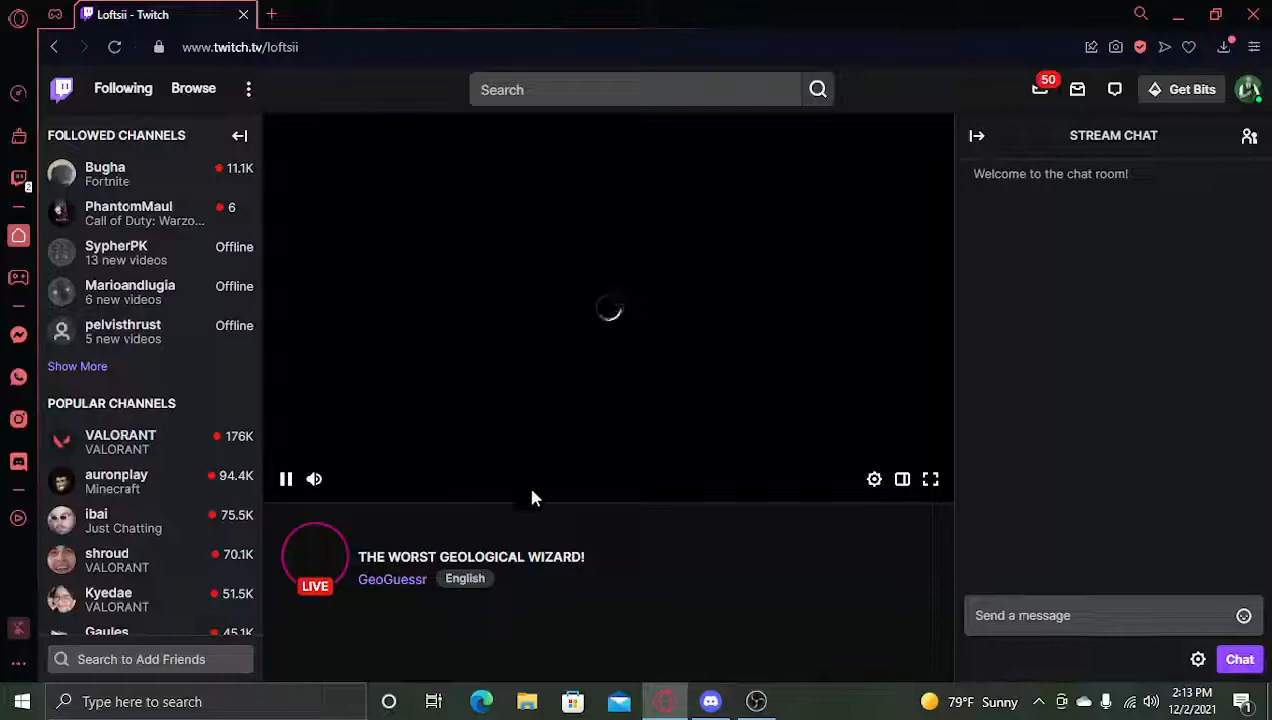 Loftsii - Twitch
www.twitch.tv/loftsii
Following
Browse
Search
50
Get Bits
FOLLOWED CHANNELS
Bugha
11.1K
Fortnite
PhantomMaul
6
Call of Duty: Warzo...
SypherPK
Offline
13 new videos
Marioandlugia
Offline
6 new videos
pelvisthrust
Offline
5 new videos
Show More
POPULAR CHANNELS
VALORANT
176K
VALORANT
auronplay
94.4K
Minecraft
ibai
75.5K
Just Chatting
shroud
70.1K
VALORANT
Kyedae
51.5K
VALORANT
Gaules
45.1K
Search to Add Friends
2
THE WORST GEOLOGICAL WIZARD!
GeoGuessr
English
LIVE
STREAM CHAT
Welcome to the chat room!
Send a message
Chat
Type here to search
79°F Sunny
2:13 PM
12/2/2021
1